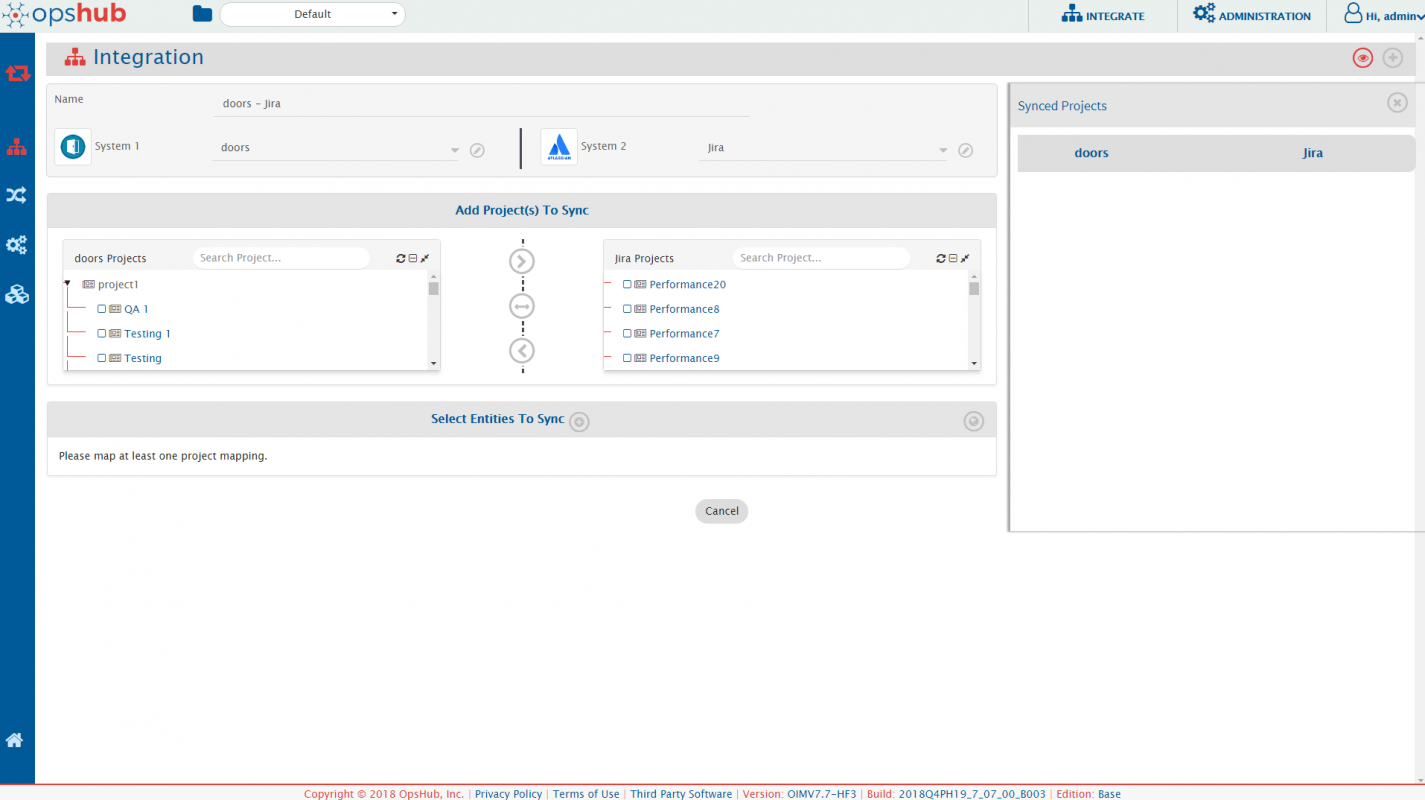 opshub
Default
INTEGRATE
ADMINISTRATION
Hi, admin
Integration
Name
doors - Jira
System 1
doors
ATLASSIAN
System 2
Jira
Synced Projects
doors Jira
Add Project(s) To Sync
doors Projects
Search Project...
project1
QA 1
Testing 1
Testing
Jira Projects
Search Project...
Performance20
Performance8
Performance7
Performance9
Select Entities To Sync
Please map at least one project mapping.
Cancel
Copyright © 2018 OpsHub, Inc. | Privacy Policy | Terms of Use | Third Party Software | Version: OIMV7.7-HF3 | Build: 2018Q4PH19_7_07_00_B003 | Edition: Base